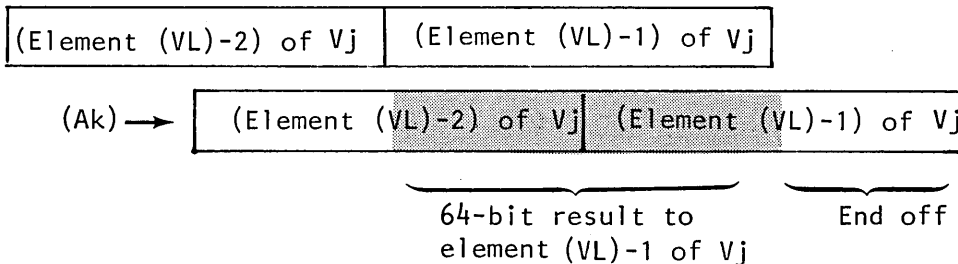 (Element (VL)-2) of Vj (Element (VL)-1) of Vj
(Ak) (Element (VL)-2) of Vj (Element (VL)-1) of Vj
64-bit result to End off
element (VL)-1 of Vj